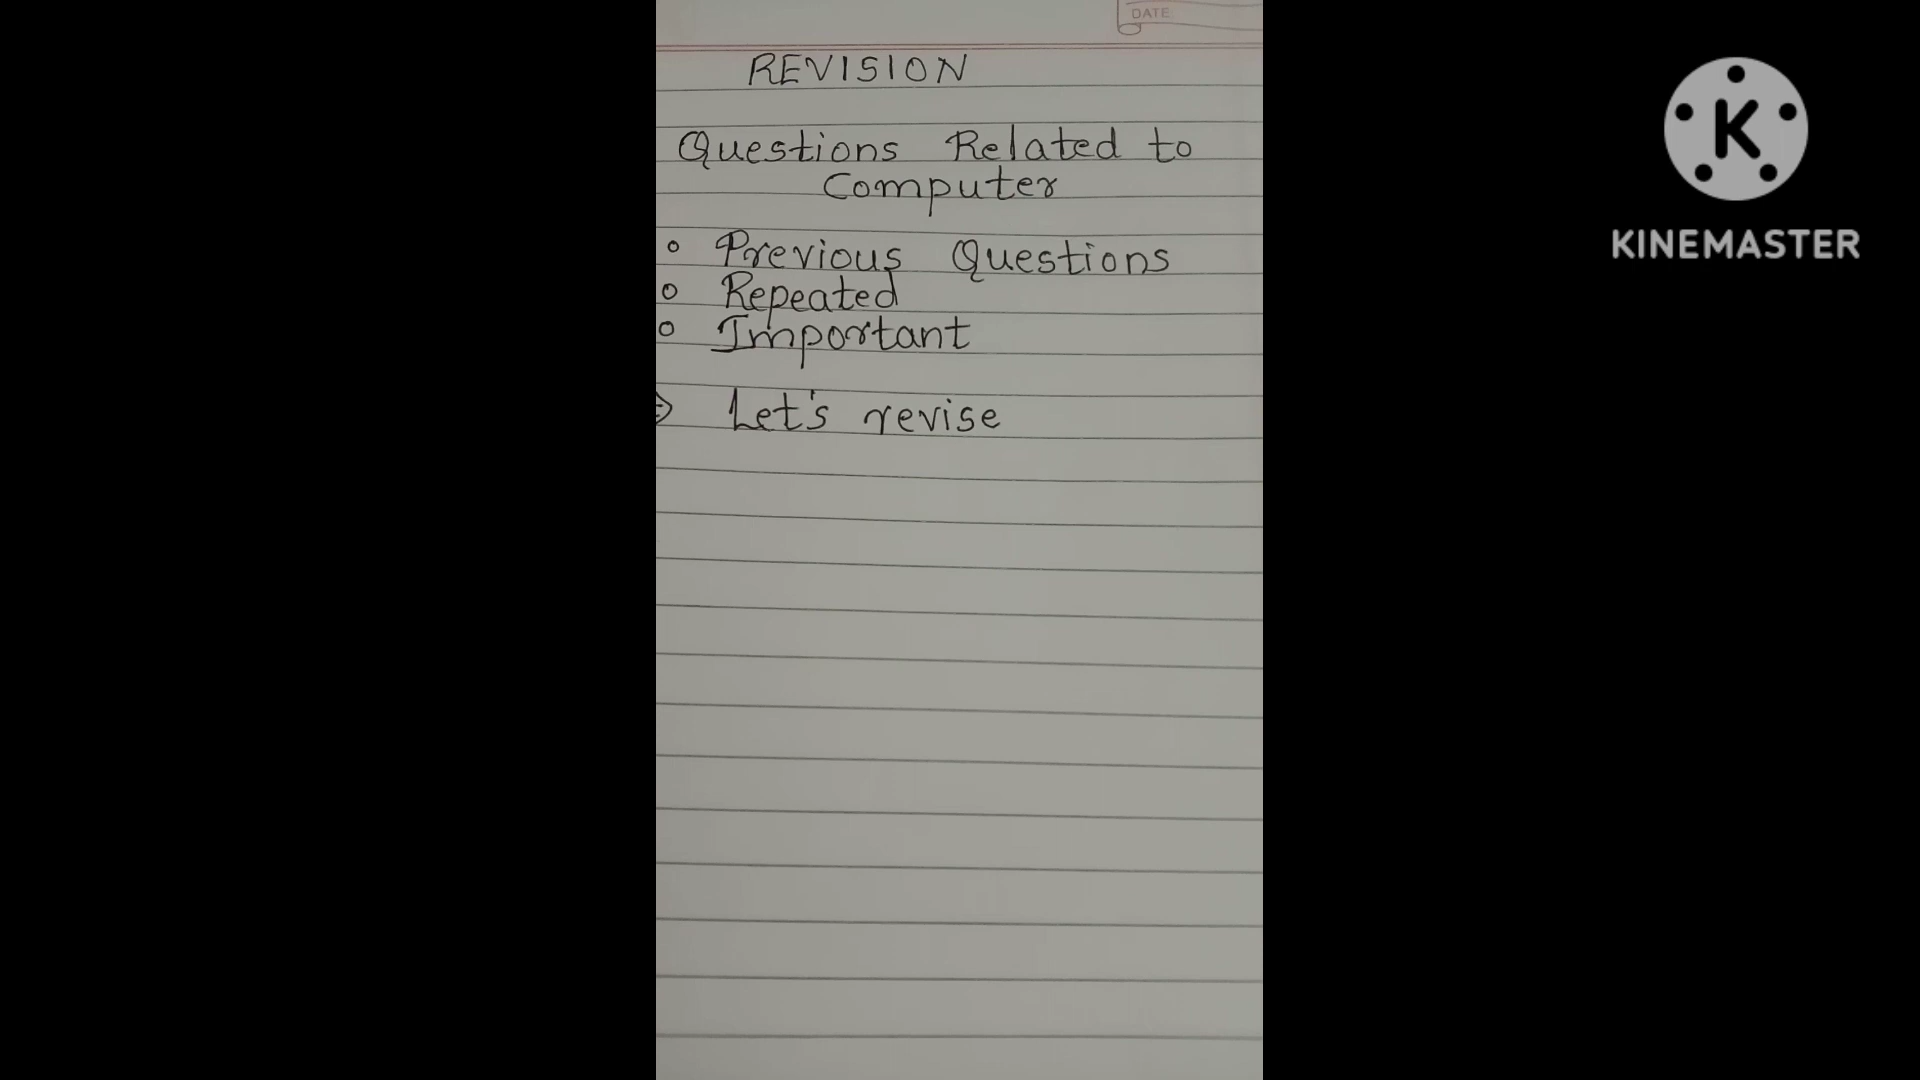 DATE
REVISION
Questions Related to
Computer
Previous Questions
Repeated
Important
⇒ Let's revise
KINEMASTER